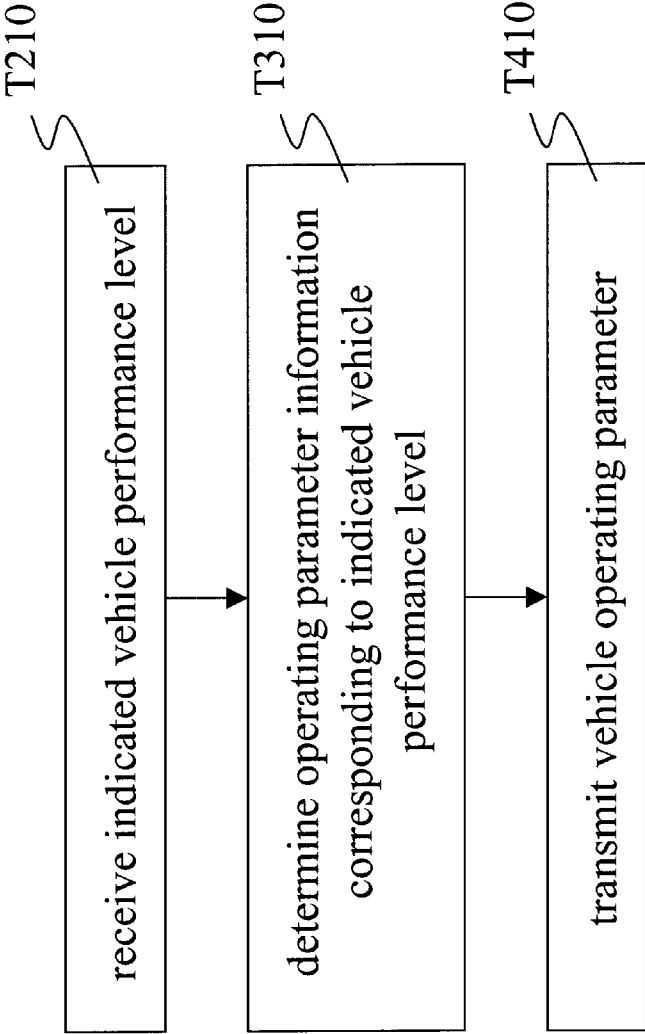 receive indicated vehicle performance level
T210
determine operating parameter information
corresponding to indicated vehicle
performance level
T310
transmit vehicle operating parameter
T410